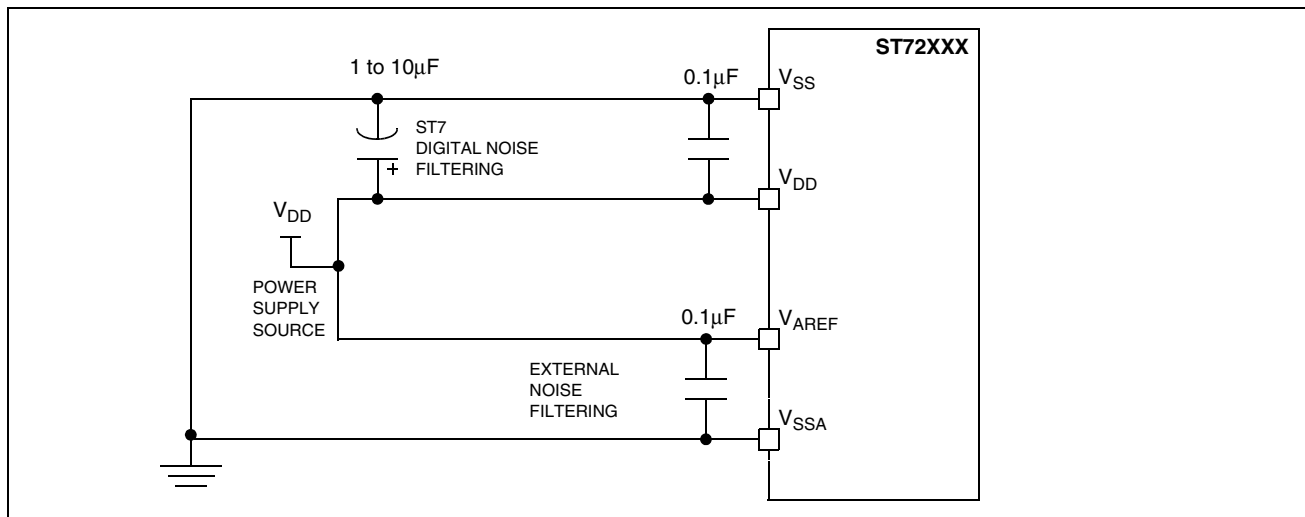 ST72XXX
1 to 10μF
0.1μF
VSS
ST7
DIGITAL NOISE
FILTERING
+
VDD
VDD
POWER
SUPPLY
SOURCE
0.1μF
VAREF
EXTERNAL
NOISE
FILTERING
VSSA